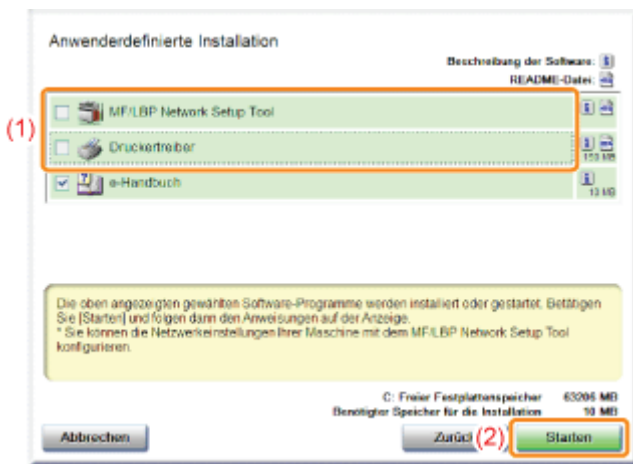 Anwenderdefinierte Installation
Beschreibung der Software:
README-Datei:
(1)
MF/LBP Network Setup Tool
Druckertreiber
153 MB
e-Handbuch
13 MB
Die oben angezeigten gewählten Software-Programme werden installiert oder gestartet. Betätigen
Sie [Starten] und folgen dann den Anweisungen auf der Anzeige.
* Sie können die Netzwerkeinstellungen Ihrer Maschine mit dem MF/LBP Network Setup Tool
konfigurieren.
C: Freier Festplattenspeicher 63206 MB
Benötigter Speicher für die Installation 10 MB
Abbrechen
Zurüc (2) Starten